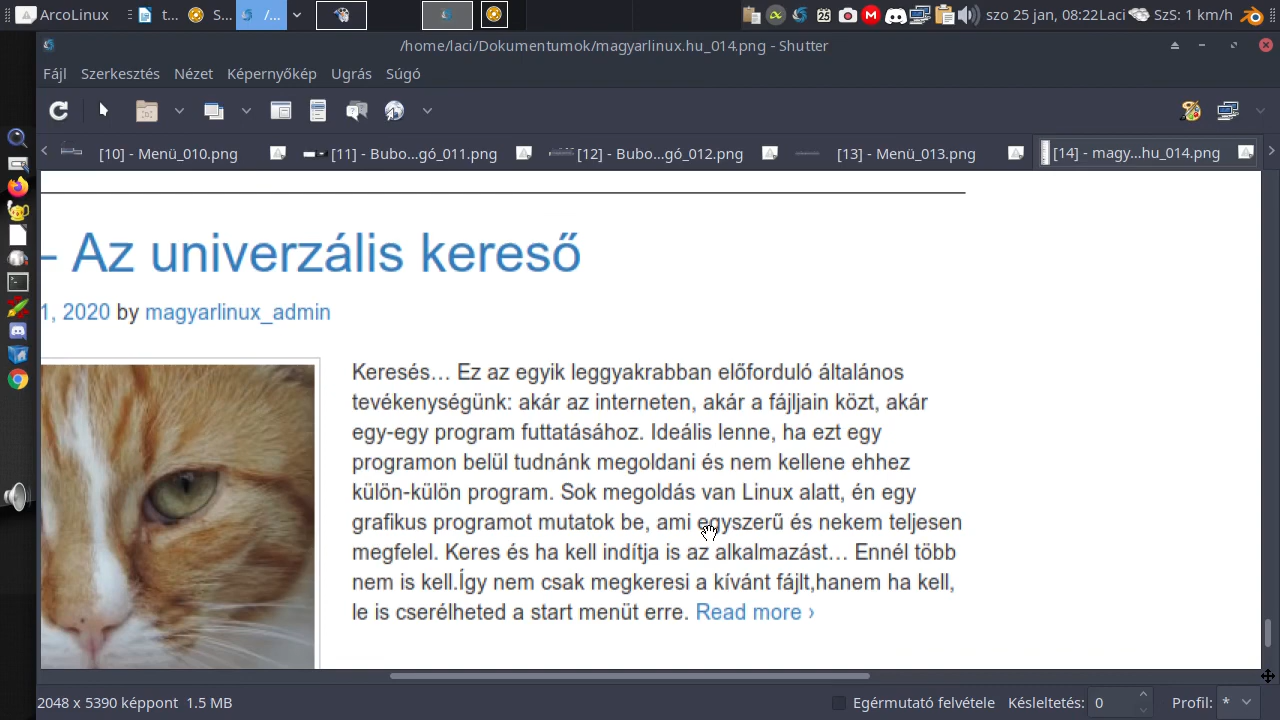 ArcoLinux
t...
S...
/...
25
szo 25 jan, 08:22
Laci
SzS: 1 km/h
/home/laci/Dokumentumok/magyarlinux.hu_014.png - Shutter
Fájl Szerkesztés Nézet Képernyőkép Ugrás Súgó
[10] - Menü_010.png
[11] - Bubo...gó_011.png
[12] - Bubo...gó_012.png
[13] - Menü_013.png
[14] - magy...hu_014.png
– Az univerzális kereső
1, 2020 by magyarlinux_admin
Keresés… Ez az egyik leggyakrabban előforduló általános
tevékenységünk: akár az interneten, akár a fájljain közt, akár
egy-egy program futtatásához. Ideális lenne, ha ezt egy
programon belül tudnánk megoldani és nem kellene ehhez
külön-külön program. Sok megoldás van Linux alatt, én egy
grafikus programot mutatok be, ami egyszerű és nekem teljesen
megfelel. Keres és ha kell indítja is az alkalmazást… Ennél több
nem is kell.Így nem csak megkeresi a kívánt fájlt,hanem ha kell,
le is cserélheted a start menüt erre. Read more ›
2048 x 5390 képpont 1.5 MB
Egérmutató felvétele
Késleltetés: 0
Profil: *